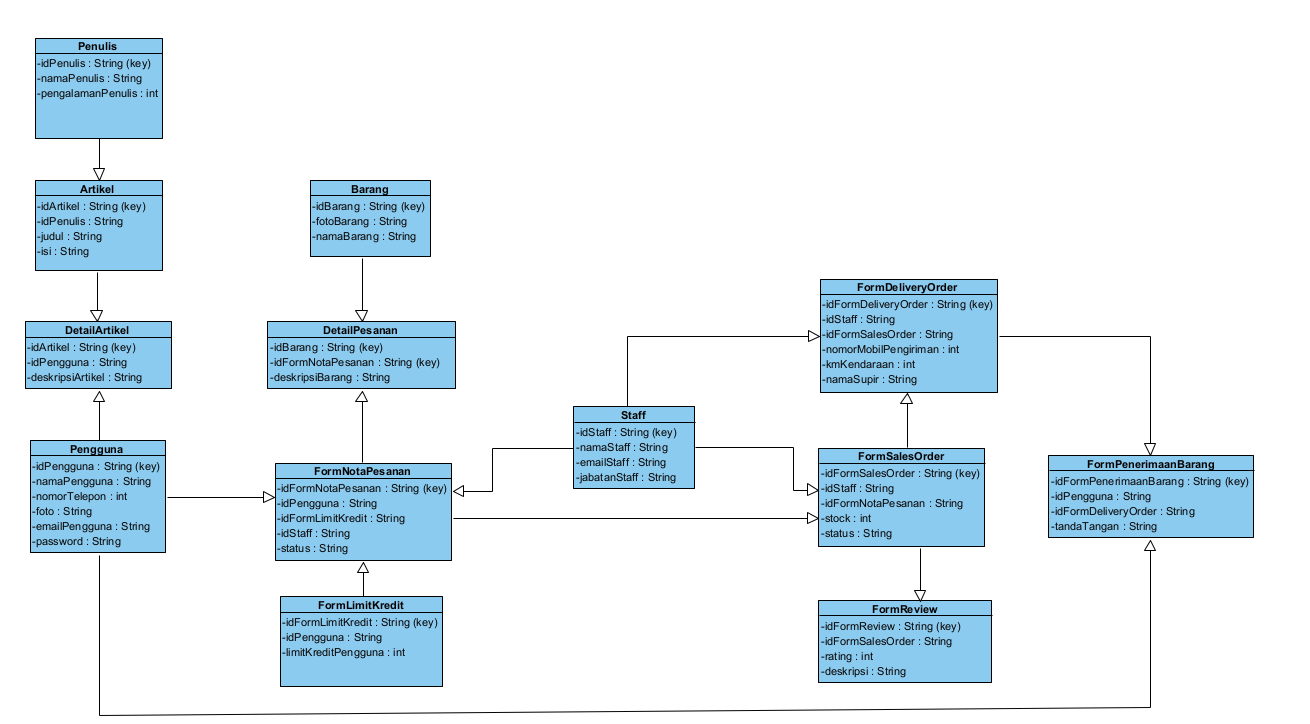 Penulis
-idPenulis : String (key)
-namaPenulis : String
-pengalamanPenulis : int
Artikel
-idArtikel : String (key)
-idPenulis : String
-judul : String
-isi : String
Barang
-idBarang : String (key)
-fotoBarang : String
-namaBarang : String
DetailArtikel
-idArtikel : String (key)
-idPengguna : String
-deskripsiArtikel : String
DetailPesanan
-idBarang : String (key)
-idFormNotaPesanan : String (key)
-deskripsiBarang : String
FormDeliveryOrder
-idFormDeliveryOrder : String (key)
-idStaff : String
-idFormSalesOrder : String
-nomorMobilPengiriman : int
-kmKendaraan : int
-namaSupir : String
Staff
-idStaff : String (key)
-namaStaff : String
-emailStaff : String
-jabatanStaff : String
Pengguna
-idPengguna : String (key)
-namaPengguna : String
-nomorTelepon : int
-foto : String
-emailPengguna : String
-password : String
FormNotaPesanan
-idFormNotaPesanan : String (key)
-idPengguna : String
-idFormLimitKredit : String
-idStaff : String
-status : String
FormSalesOrder
-idFormSalesOrder : String (key)
-idStaff : String
-idFormNotaPesanan : String
-stock : int
-status : String
FormPenerimaanBarang
-idFormPenerimaanBarang : String (key)
-idPengguna : String
-idFormDeliveryOrder : String
-tandaTangan : String
FormLimitKredit
-idFormLimitKredit : String (key)
-idPengguna : String
-limitKreditPengguna : int
FormReview
-idFormReview : String (key)
-idFormSalesOrder : String
-rating : int
-deskripsi : String